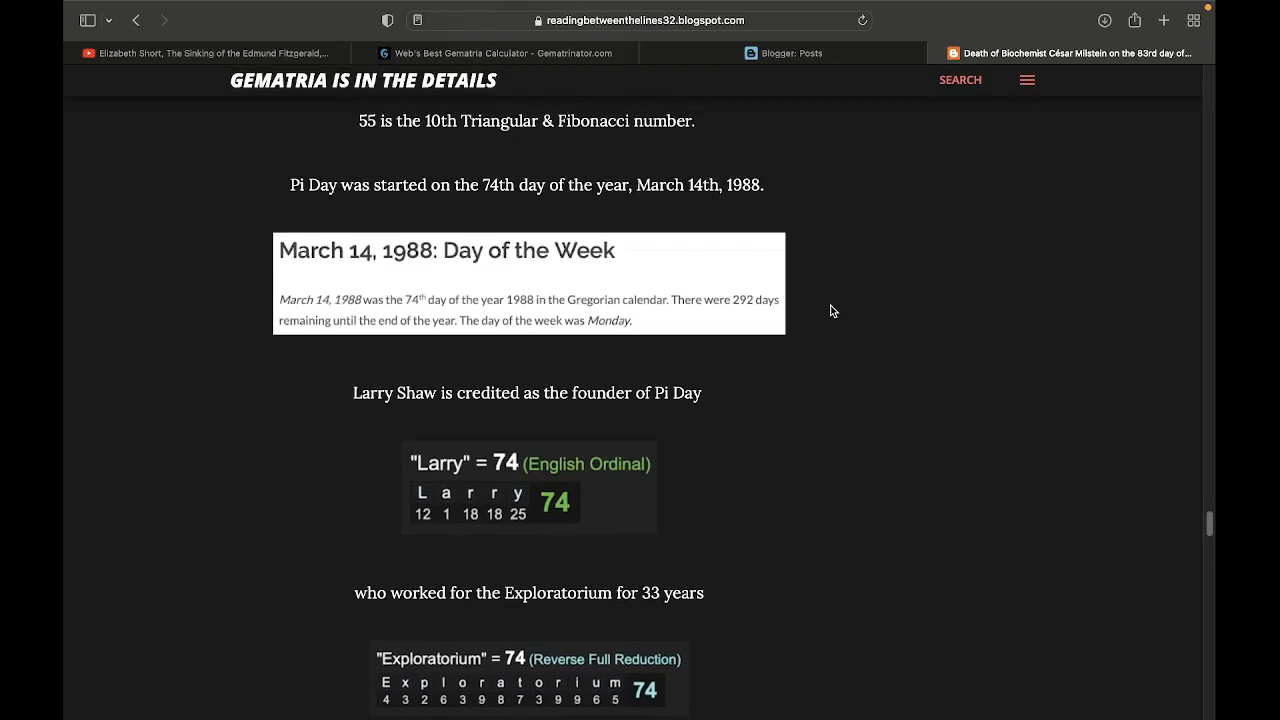 readingbetweenthelines32.blogspot.com
Elizabeth Short, The Sinking of the Edmund Fitzgerald,...
Web's Best Gematria Calculator - Gematrinator.com
Blogger: Posts
Death of Biochemist César Milstein on the 83rd day of...
GEMATRIA IS IN THE DETAILS
SEARCH
55 is the 10th Triangular & Fibonacci number.
Pi Day was started on the 74th day of the year, March 14th, 1988.
March 14, 1988: Day of the Week
March 14, 1988 was the 74th day of the year 1988 in the Gregorian calendar. There were 292 days
remaining until the end of the year. The day of the week was Monday.
Larry Shaw is credited as the founder of Pi Day
"Larry" = 74 (English Ordinal)
L a r r y 74
12 1 18 18 25
who worked for the Exploratorium for 33 years
"Exploratorium" = 74 (Reverse Full Reduction)
E x p l o r a t o r i u m 74
4 3 2 6 3 9 8 7 3 9 9 6 5